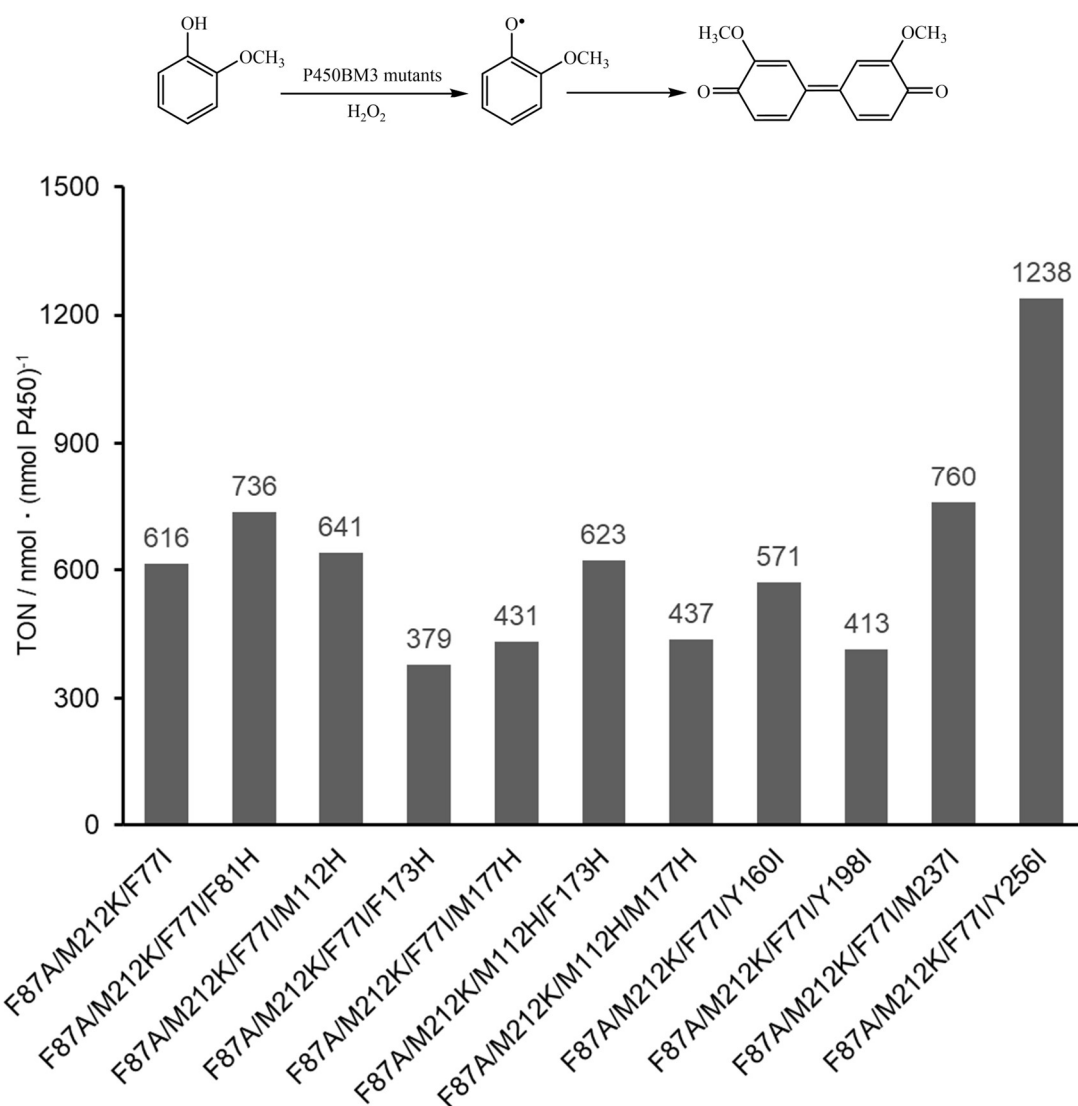 OH
OCH₃
P450BM3 mutants
H₂O₂
O•
OCH₃
H₃CO
OCH₃
O
O
TON / nmol · (nmol P450)⁻¹
1500
1200
900
600
300
0
616
736
641
379
431
623
437
571
413
760
1238
F87A/M212K/F77I
F87A/M212K/F77I/F81H
F87A/M212K/F77I/M112H
F87A/M212K/F77I/F173H
F87A/M212K/F77I/M177H
F87A/M212K/M112H/F173H
F87A/M212K/M112H/M177H
F87A/M212K/F77I/Y160I
F87A/M212K/F77I/Y198I
F87A/M212K/F77I/M237I
F87A/M212K/F77I/Y256I